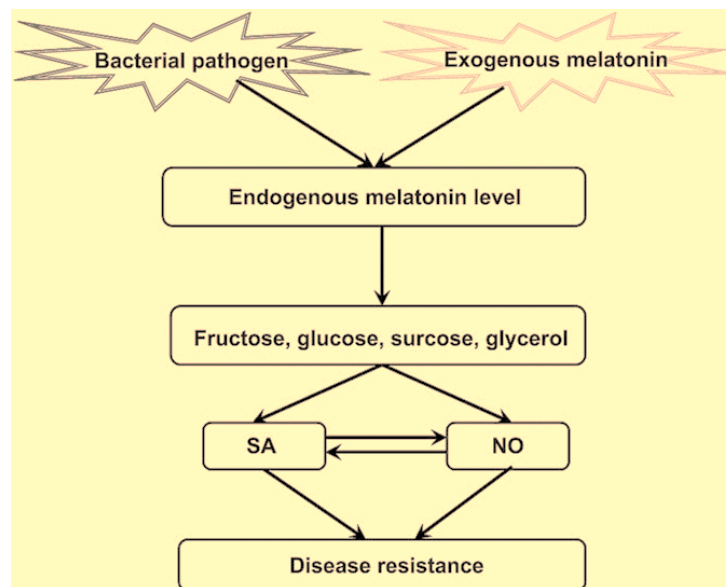 Bacterial pathogen
Exogenous melatonin
Endogenous melatonin level
Fructose, glucose, surcose, glycerol
SA
NO
Disease resistance